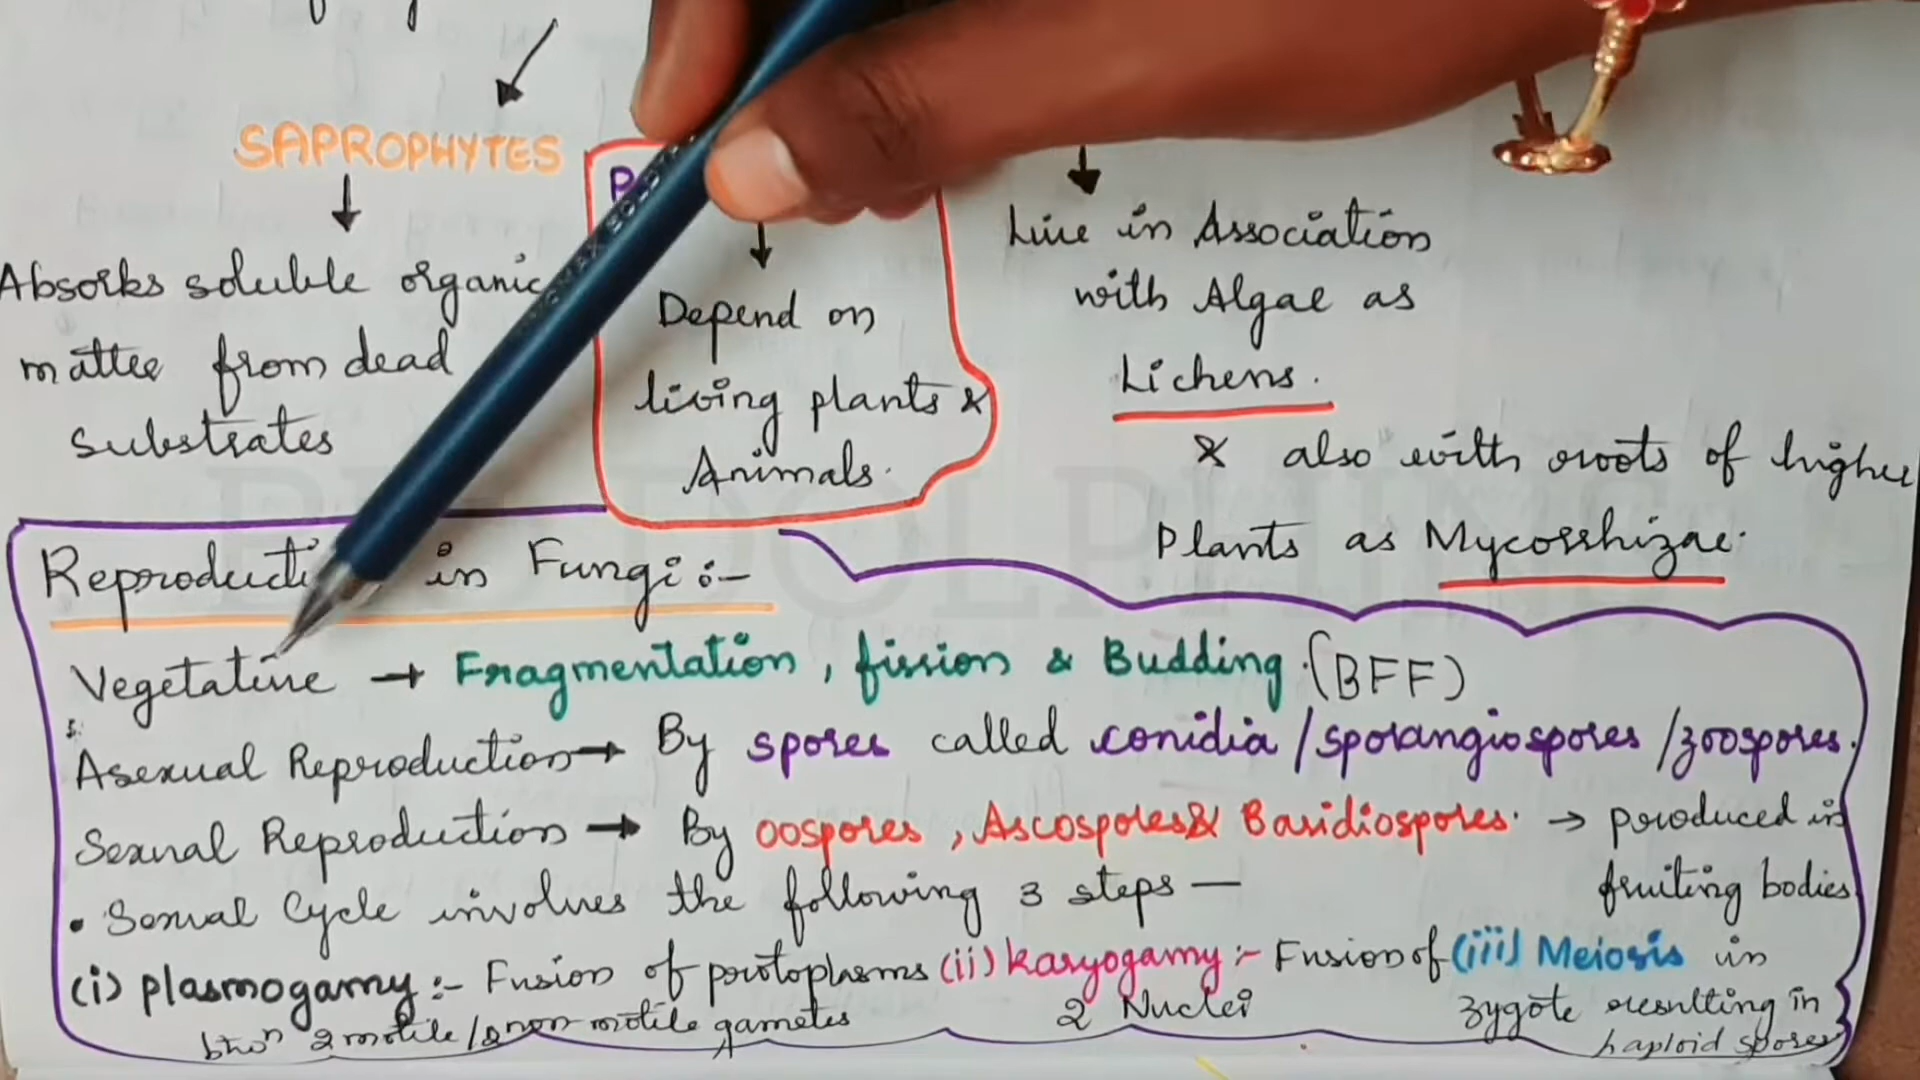 SAPROPHYTES
Absorbs soluble organic
matter from dead
substrates
Depend on
living plants &
Animals.
Live in Association
with Algae as
Lichens.
& also with roots of higher
Plants as Mycorrhizae.
in Fungi :-
Vegetative → Fragmentation, fission & Budding. (BFF)
Asexual Reproduction → By spores called conidia / sporangiospores / zoospores.
Sexual Reproduction → By oospores, Ascospores & Basidiospores. → produced in
fruiting bodies
• Sexual Cycle involves the following 3 steps —
(i) plasmogamy :- Fusion of protoplasms
btwn 2 motile / 2 non motile gametes
(ii) karyogamy :- Fusion of
2 Nuclei
(iii) Meiosis in
zygote resulting in
haploid spores